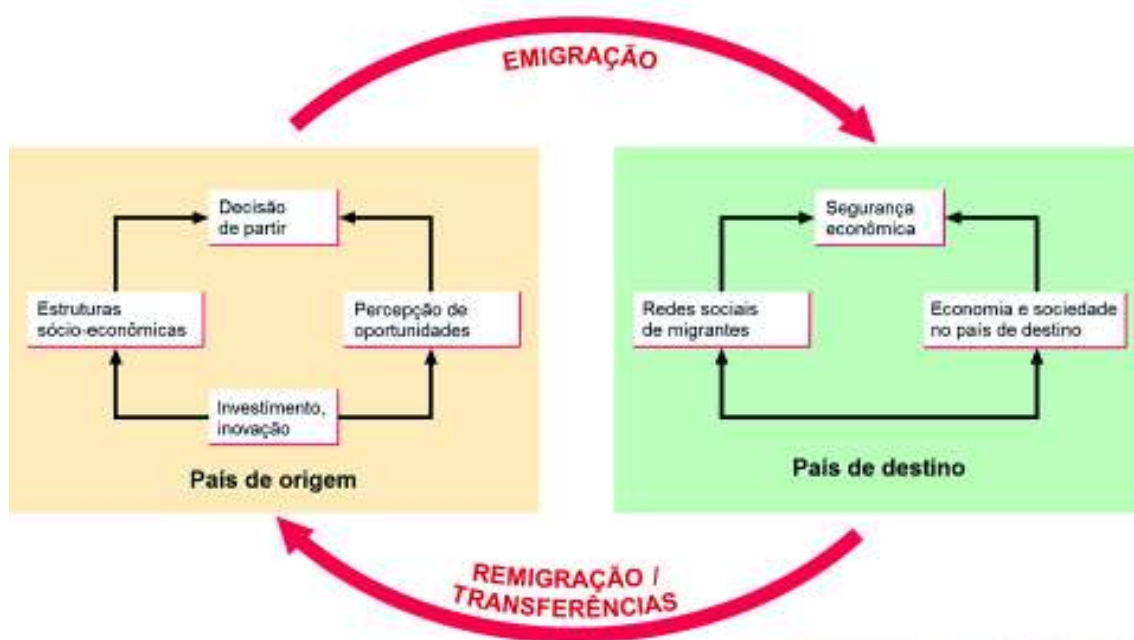 EMIGRAÇÃO
Decisão
de partir
Estruturas
sócio-econômicas
Percepção de
oportunidades
Investimento,
inovação
País de origem
Segurança
econômica
Redes sociais
de migrantes
Economia e sociedade
no país de destino
País de destino
REMIGRAÇÃO /
TRANSFERÊNCIAS